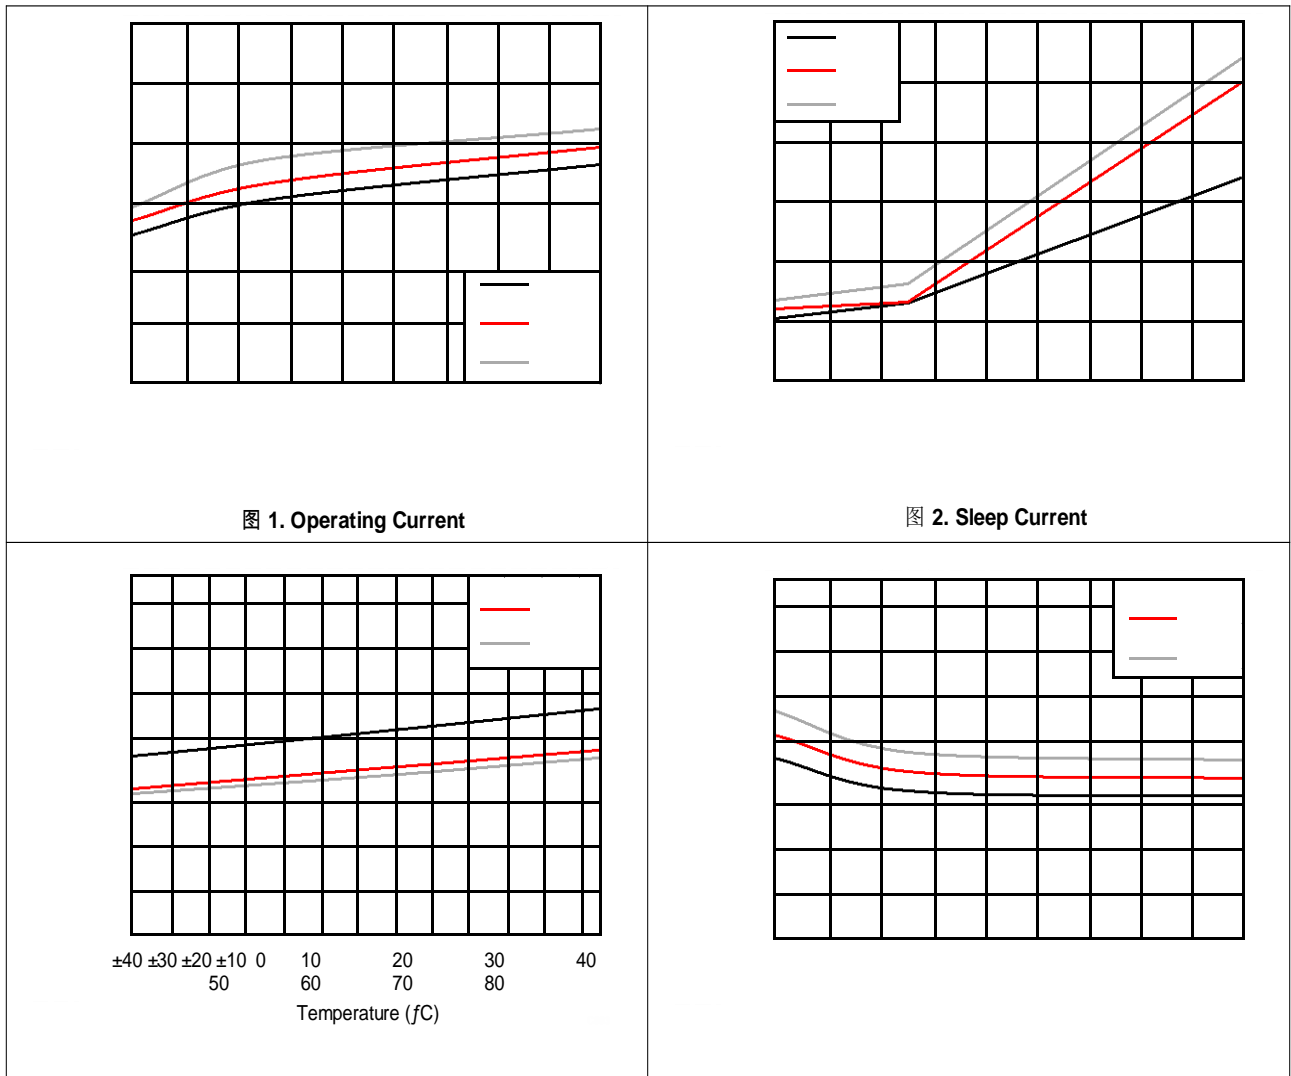 图 1. Operating Current
图 2. Sleep Current
±40 ±30 ±20 ±10 0 10 20 30 40
50 60 70 80
Temperature (ƒC)